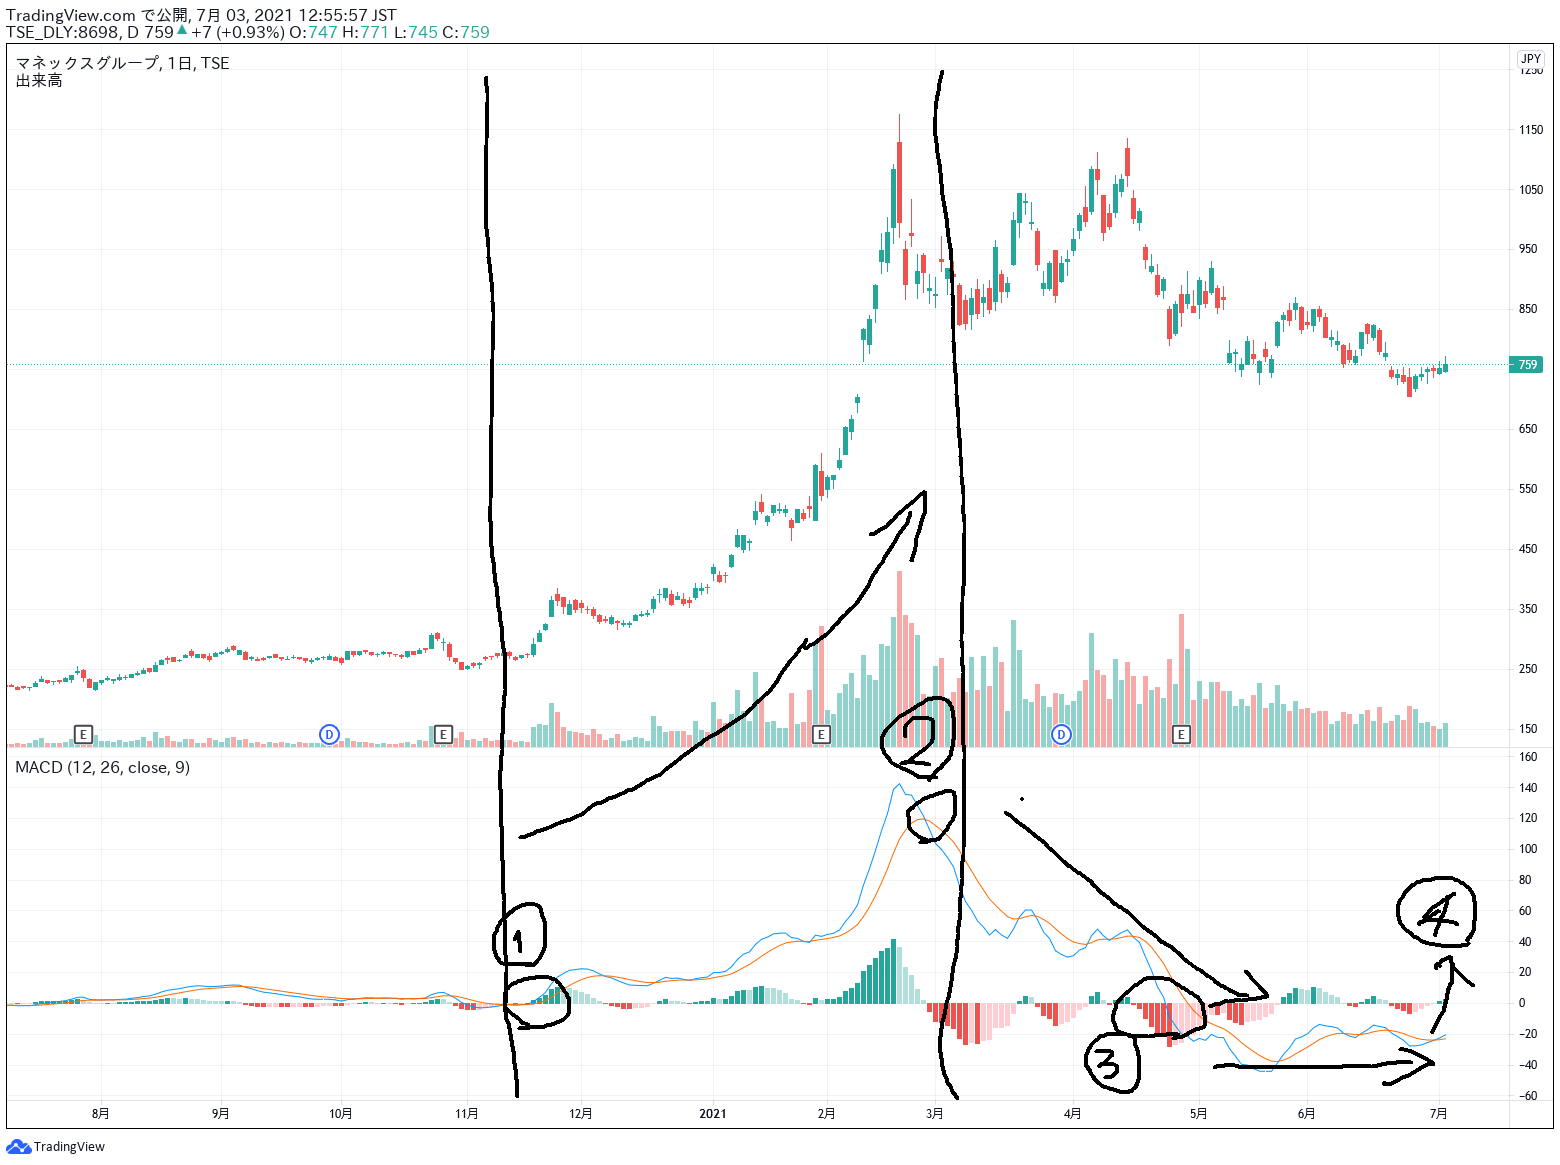 TradingView.com で公開, 7月 03, 2021 12:55:57 JST
TSE_DLY:8698, D 759▲ +7 (+0.93%) O:747 H:771 L:745 C:759
マネックスグループ, 1日, TSE
出来高
JPY
1250
1150
1050
950
850
759
650
550
450
350
250
150
E
D
E
E
D
E
2
MACD (12, 26, close, 9)
160
140
120
100
80
60
40
20
0
−20
−40
−60
1
4
3
8月
9月
10月
11月
12月
2021
2月
3月
4月
5月
6月
7月
TradingView